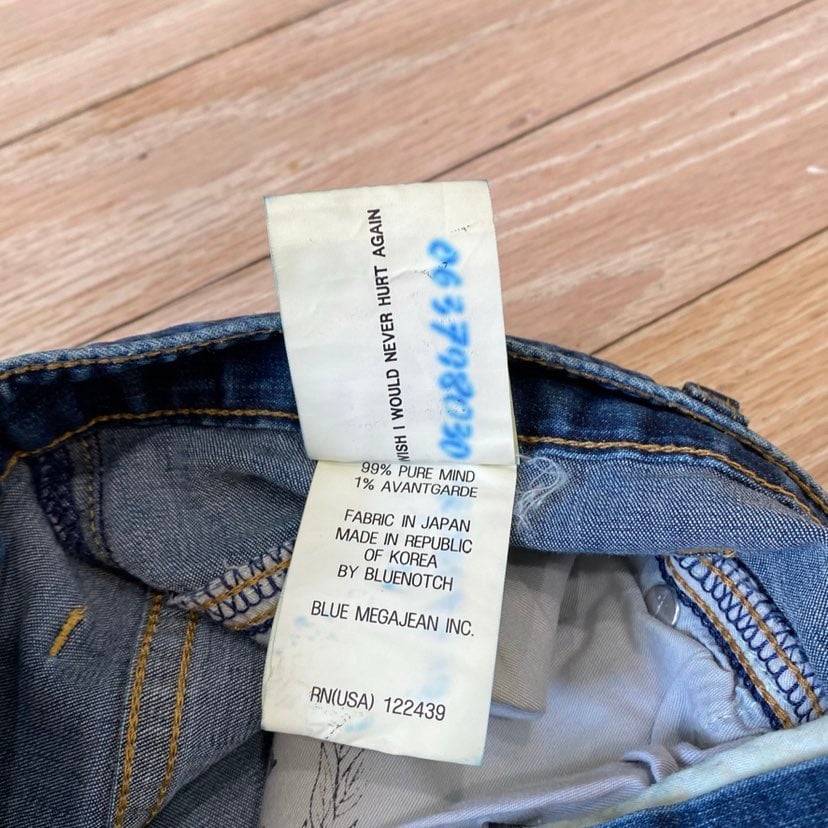 WISH I WOULD NEVER HURT AGAIN
99% PURE MIND
1% AVANTGARDE
FABRIC IN JAPAN
MADE IN REPUBLIC
OF KOREA
BY BLUENOTCH
BLUE MEGAJEAN INC.
RN(USA) 122439